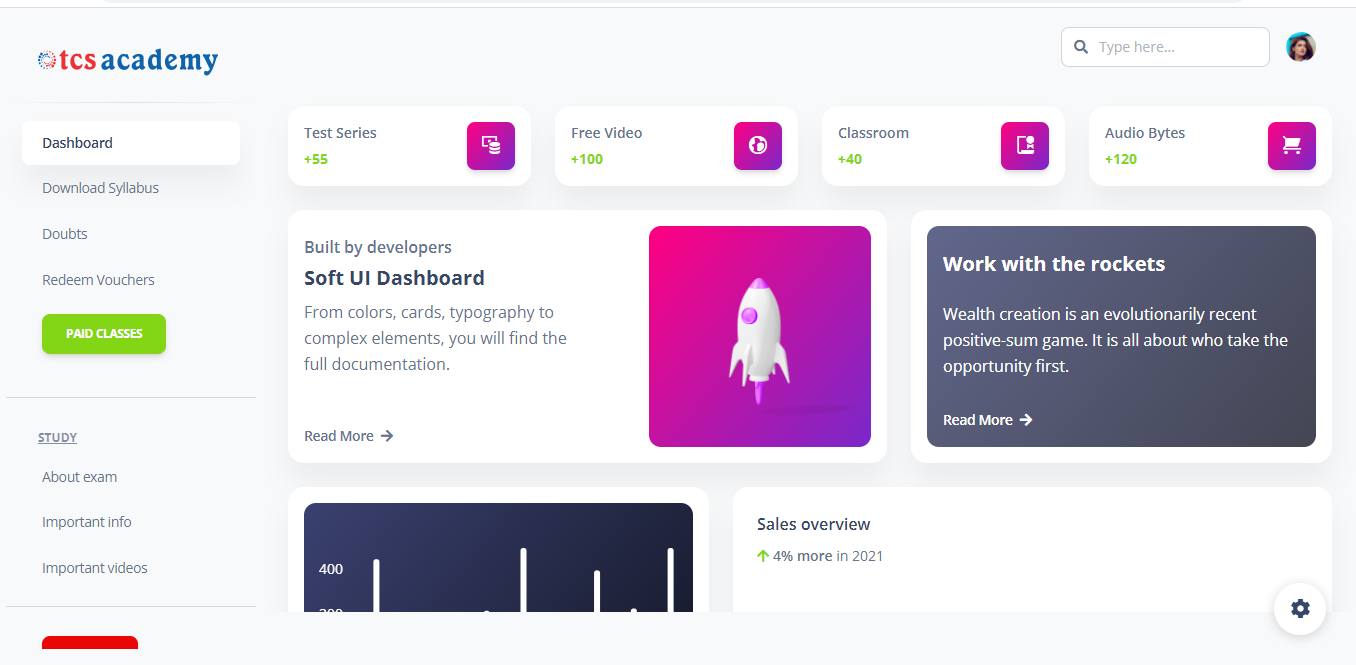 tcs academy
Type here...
Dashboard
Download Syllabus
Doubts
Redeem Vouchers
PAID CLASSES
STUDY
About exam
Important info
Important videos
Test Series
+55
Free Video
+100
Classroom
+40
Audio Bytes
+120
Built by developers
Soft UI Dashboard
From colors, cards, typography to
complex elements, you will find the
full documentation.
Read More
Work with the rockets
Wealth creation is an evolutionarily recent
positive-sum game. It is all about who take the
opportunity first.
Read More
400
Sales overview
4% more in 2021